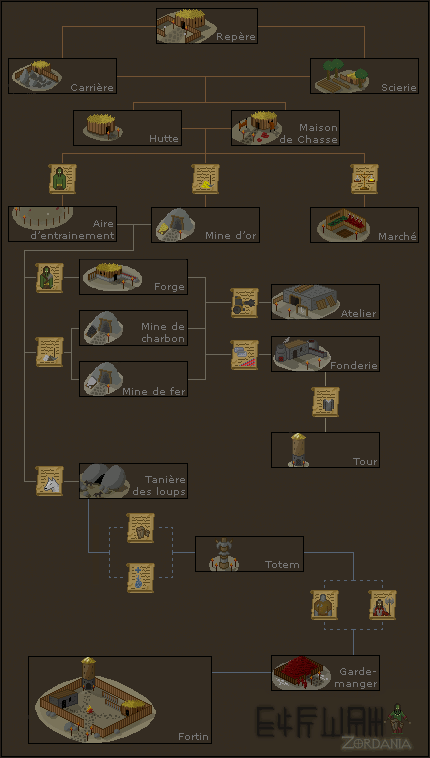 Repère
Carrière
Scierie
Hutte
Maison
de Chasse
Aire
d'entrainement
Mine d'or
Marché
Forge
Atelier
Mine de
charbon
Fonderie
Mine de fer
Tour
Tanière
des loups
Totem
Garde-
manger
Fortin
ZORDANIA